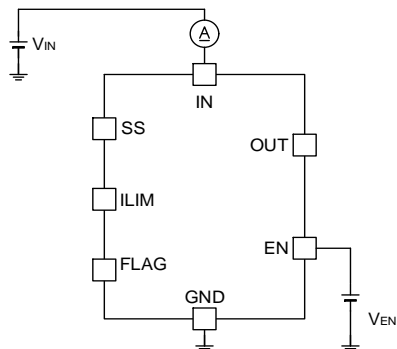 A
VIN
IN
SS
OUT
ILIM
EN
FLAG
GND
VEN